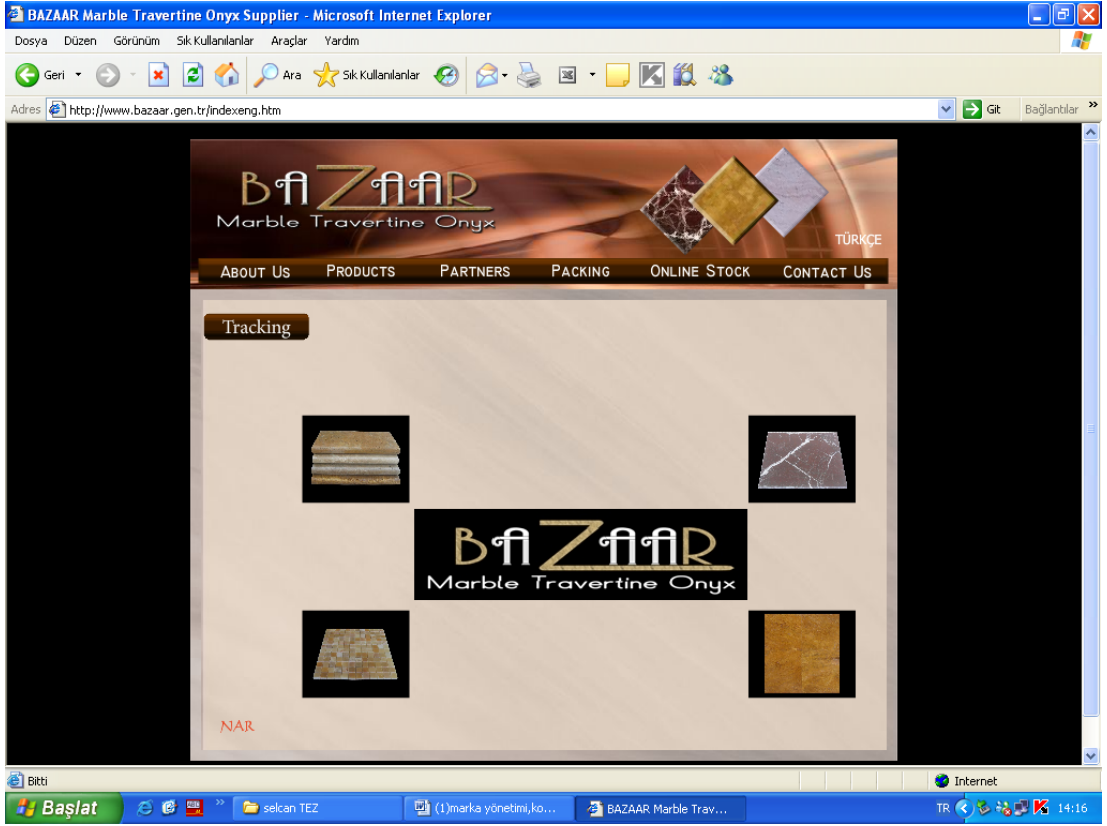 BAZAAR Marble Travertine Onyx Supplier - Microsoft Internet Explorer
Dosya Düzen Görünüm Sık Kullanılanlar Araçlar Yardım
Geri Ara Sık Kullanılanlar
Adres http://www.bazaar.gen.tr/indexeng.htm Git Bağlantılar
BAZAAR
Marble Travertine Onyx
TÜRKÇE
ABOUT US PRODUCTS PARTNERS PACKING ONLINE STOCK CONTACT US
Tracking
BAZAAR
Marble Travertine Onyx
NAR
Bitti Internet
Başlat selcan TEZ (1)marka yönetimi,ko... BAZAAR Marble Trav... TR 14:16